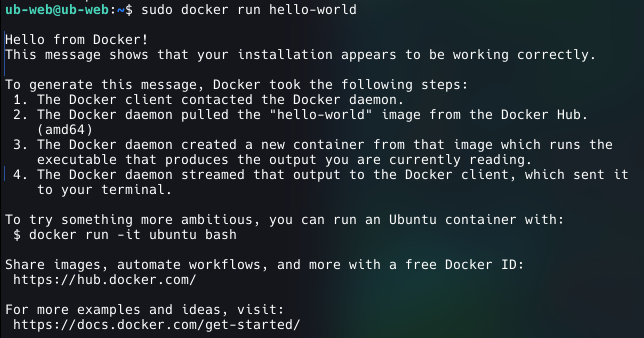 ub-web@ub-web:~$ sudo docker run hello-world
Hello from Docker!
This message shows that your installation appears to be working correctly.
To generate this message, Docker took the following steps:
1. The Docker client contacted the Docker daemon.
2. The Docker daemon pulled the "hello-world" image from the Docker Hub.
(amd64)
3. The Docker daemon created a new container from that image which runs the
executable that produces the output you are currently reading.
4. The Docker daemon streamed that output to the Docker client, which sent it
to your terminal.
To try something more ambitious, you can run an Ubuntu container with:
$ docker run -it ubuntu bash
Share images, automate workflows, and more with a free Docker ID:
https://hub.docker.com/
For more examples and ideas, visit:
https://docs.docker.com/get-started/